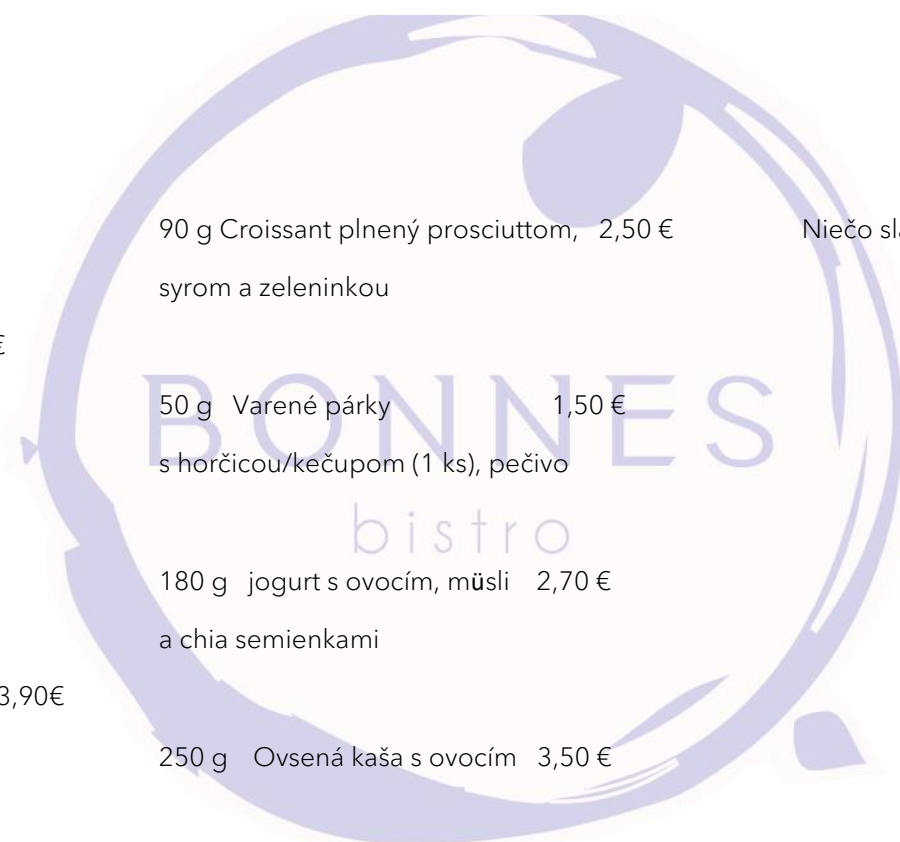 90 g Croissant plnený prosciuttom, 2,50 €
Niečo
syrom a zeleninkou
€
50 g Varené párky 1,50 €
s horčicou/kečupom (1 ks), pečivo
180 g jogurt s ovocím, müsli 2,70 €
a chia semienkami
3,90€
250 g Ovsená kaša s ovocím 3,50 €
BONNES
bistro